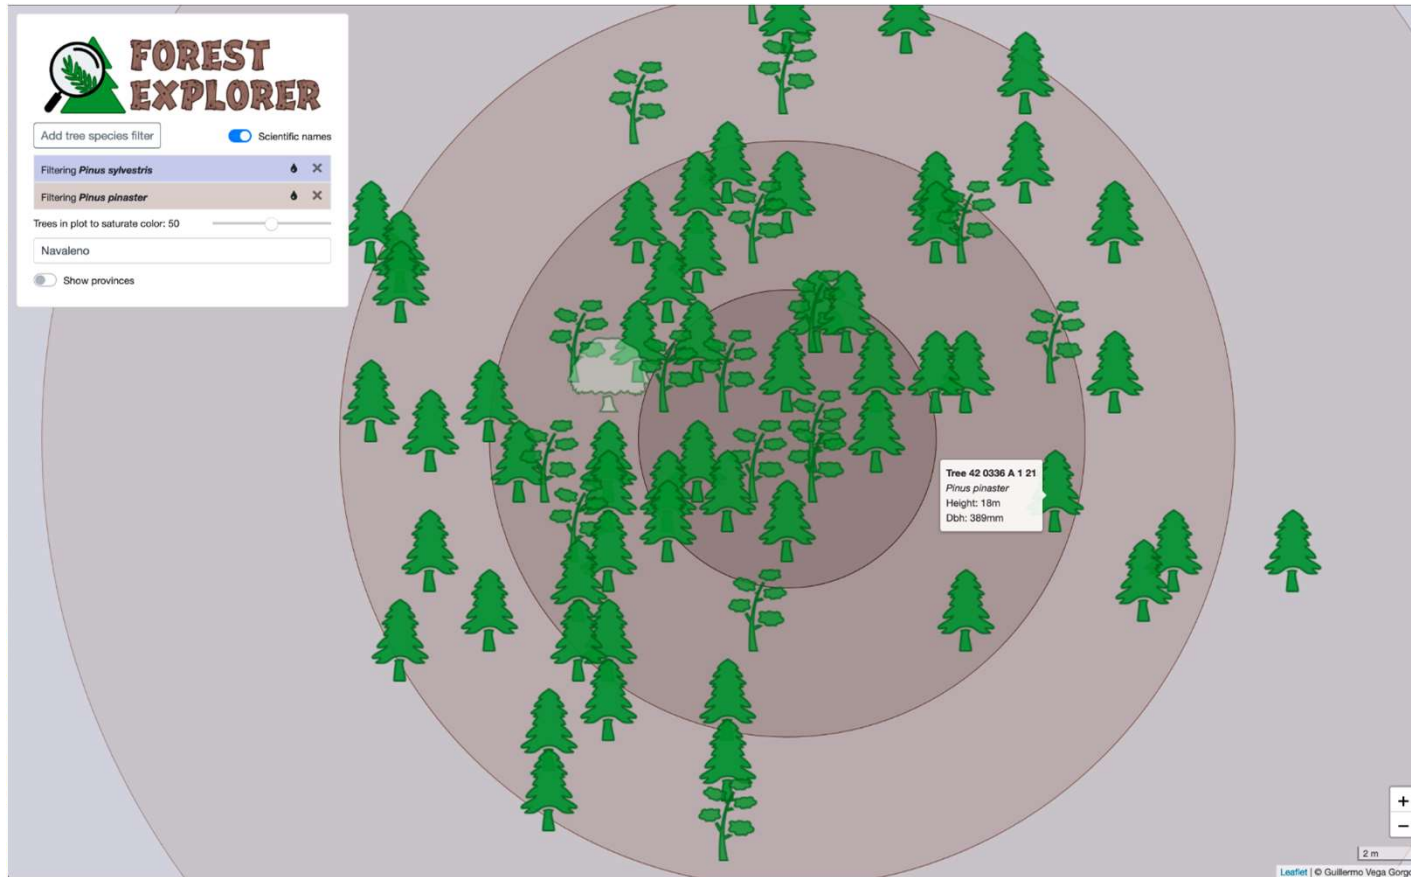 FOREST
EXPLORER
Add tree species filter
Scientific names
Filtering Pinus sylvestris
Filtering Pinus pinaster
Trees in plot to saturate color: 50
Navaleno
Show provinces
Tree 42 0336 A 1 21
Pinus pinaster
Height: 18m
Dbh: 389mm
+
−
2 m
Leaflet | © Guillermo Vega Gorgo